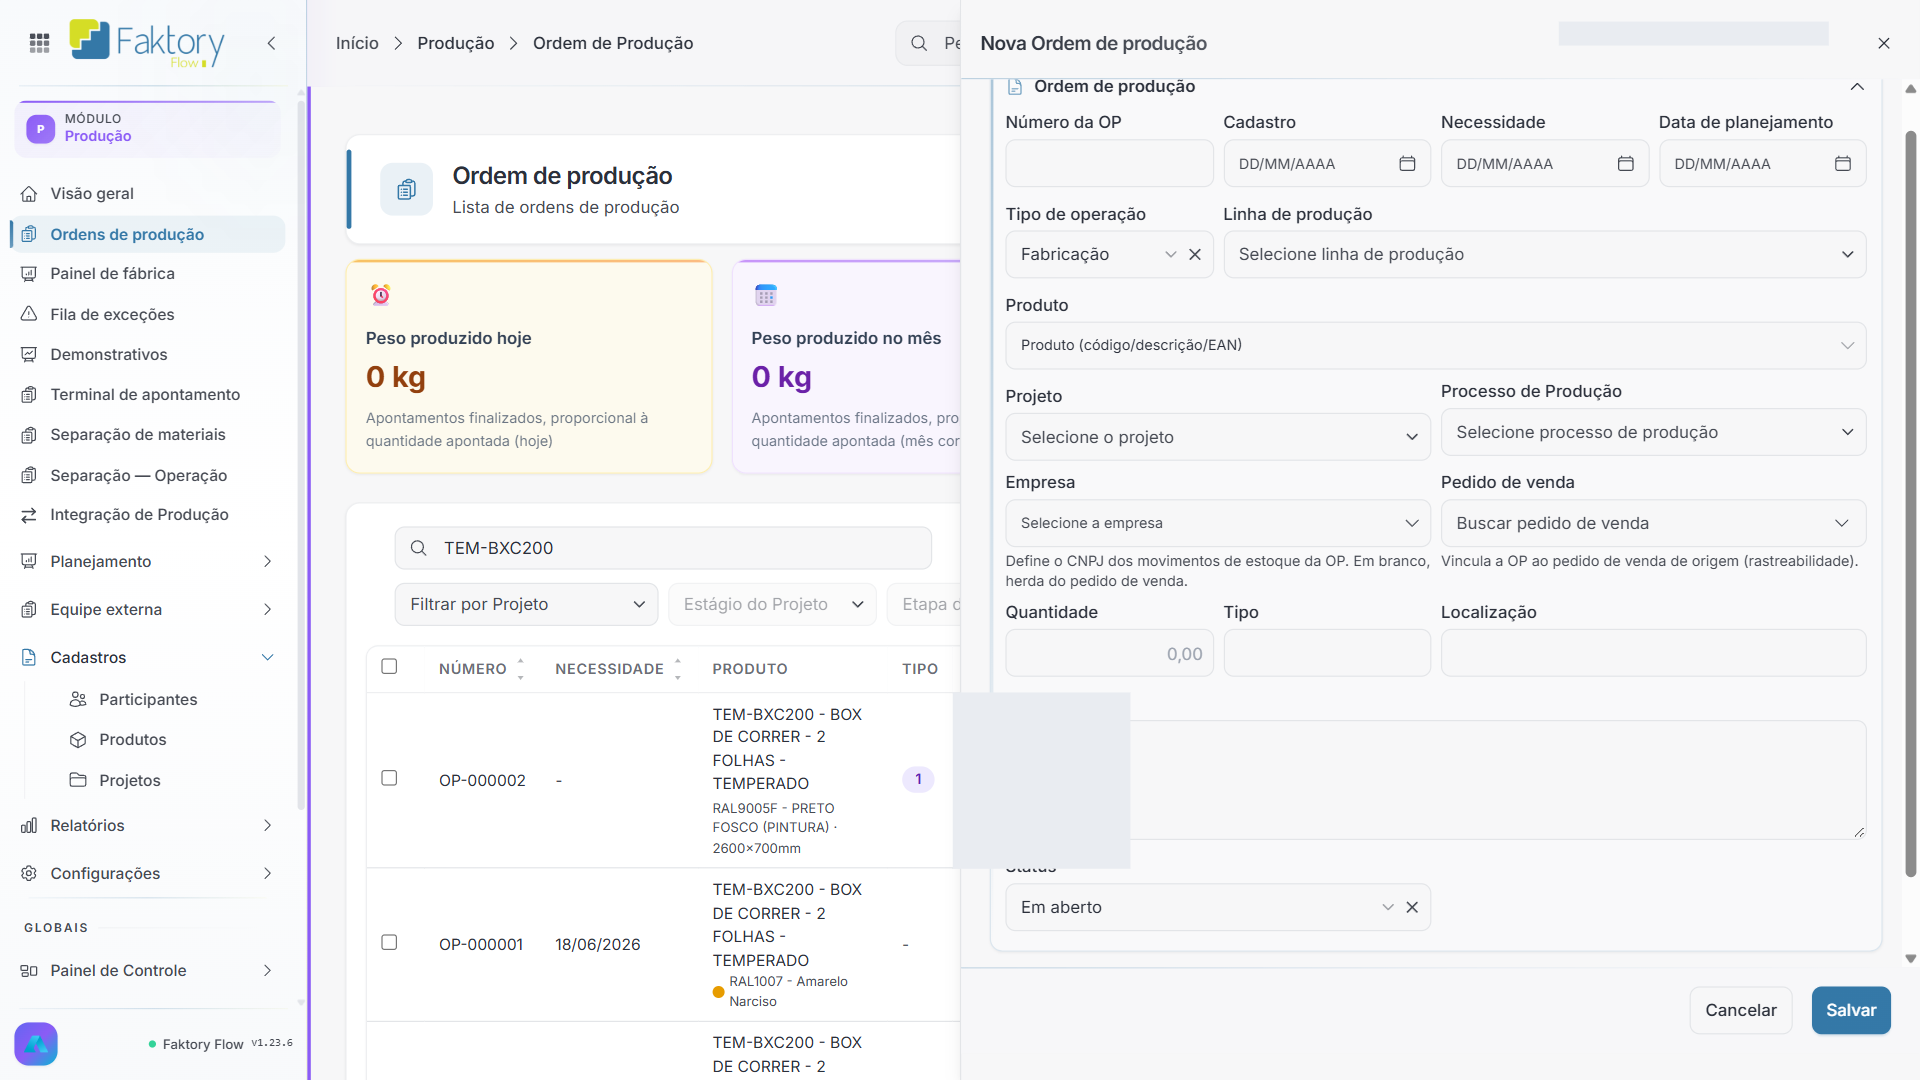 Faktory
Flow
MÓDULO
P
Produção
Visão geral
Ordens de produção
Painel de fábrica
Fila de exceções
Demonstrativos
Terminal de apontamento
Separação de materiais
Separação — Operação
Integração de Produção
Planejamento
Equipe externa
Cadastros
Participantes
Produtos
Projetos
Relatórios
Configurações
GLOBAIS
Painel de Controle
Faktory Flow v1.23.6
Início
Produção
Ordem de Produção
Ordem de produção
Lista de ordens de produção
Peso produzido hoje
0 kg
Apontamentos finalizados, proporcional à
quantidade apontada (hoje)
Peso produzido no mês
0 kg
Apontamentos finalizados, pro
quantidade apontada (mês cor
TEM-BXC200
Filtrar por Projeto
Estágio do Projeto
Etapa d
NÚMERO
NECESSIDADE
PRODUTO
TIPO
OP-000002
-
TEM-BXC200 - BOX
DE CORRER - 2
FOLHAS -
TEMPERADO
RAL9005F - PRETO
FOSCO (PINTURA) ·
2600×700mm
1
OP-000001
18/06/2026
TEM-BXC200 - BOX
DE CORRER - 2
FOLHAS -
TEMPERADO
RAL1007 - Amarelo
Narciso
-
TEM-BXC200 - BOX
DE CORRER - 2
Nova Ordem de produção
Ordem de produção
Número da OP
Cadastro
DD/MM/AAAA
Necessidade
DD/MM/AAAA
Data de planejamento
DD/MM/AAAA
Tipo de operação
Fabricação
Linha de produção
Selecione linha de produção
Produto
Produto (código/descrição/EAN)
Projeto
Selecione o projeto
Processo de Produção
Selecione processo de produção
Empresa
Selecione a empresa
Define o CNPJ dos movimentos de estoque da OP. Em branco,
herda do pedido de venda.
Pedido de venda
Buscar pedido de venda
Vincula a OP ao pedido de venda de origem (rastreabilidade).
Quantidade
0,00
Tipo
Localização
Status
Em aberto
Cancelar
Salvar